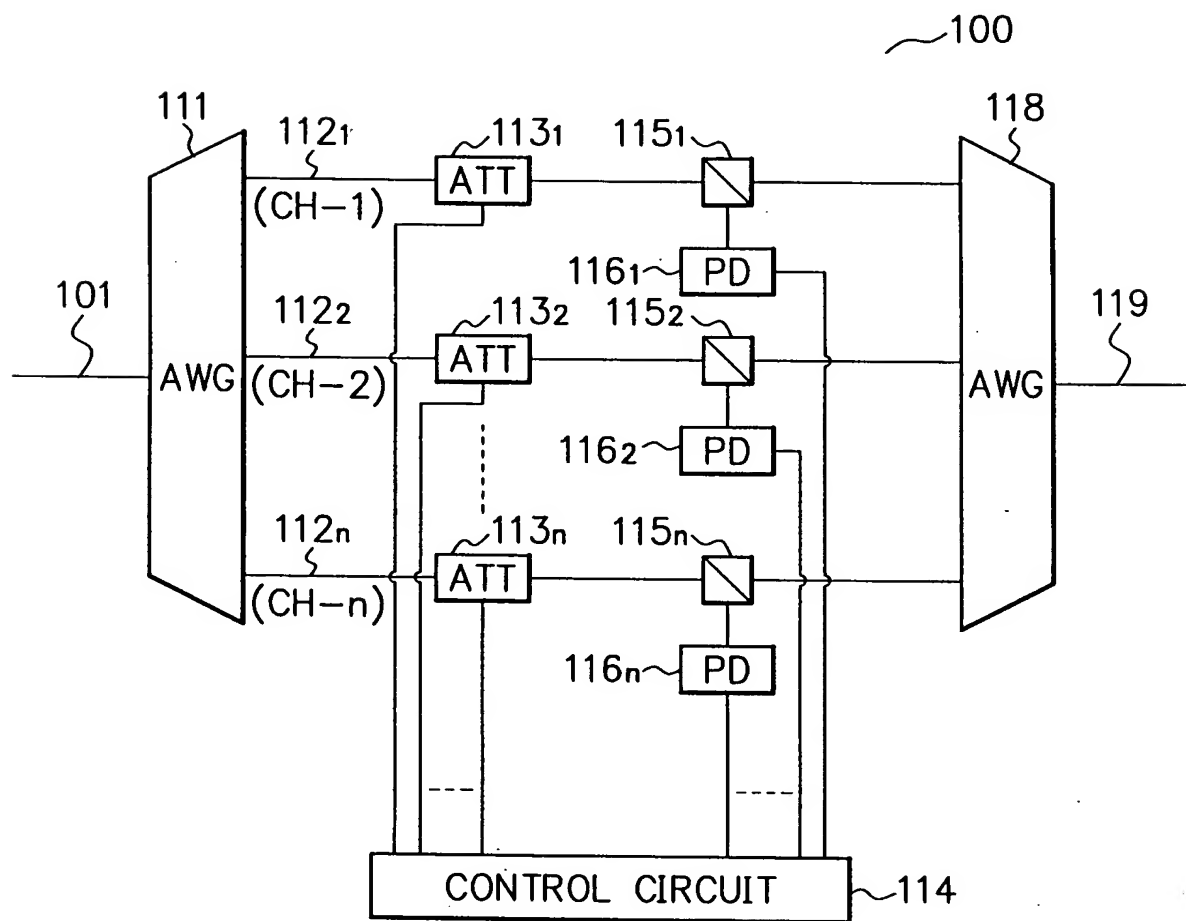 100
111
112₁
113₁
115₁
118
ATT
(CH-1)
116₁
PD
101
112₂
113₂
115₂
119
AWG
(CH-2)
ATT
AWG
116₂
PD
112n
113n
115n
(CH-n)
ATT
116n
PD
CONTROL CIRCUIT
114